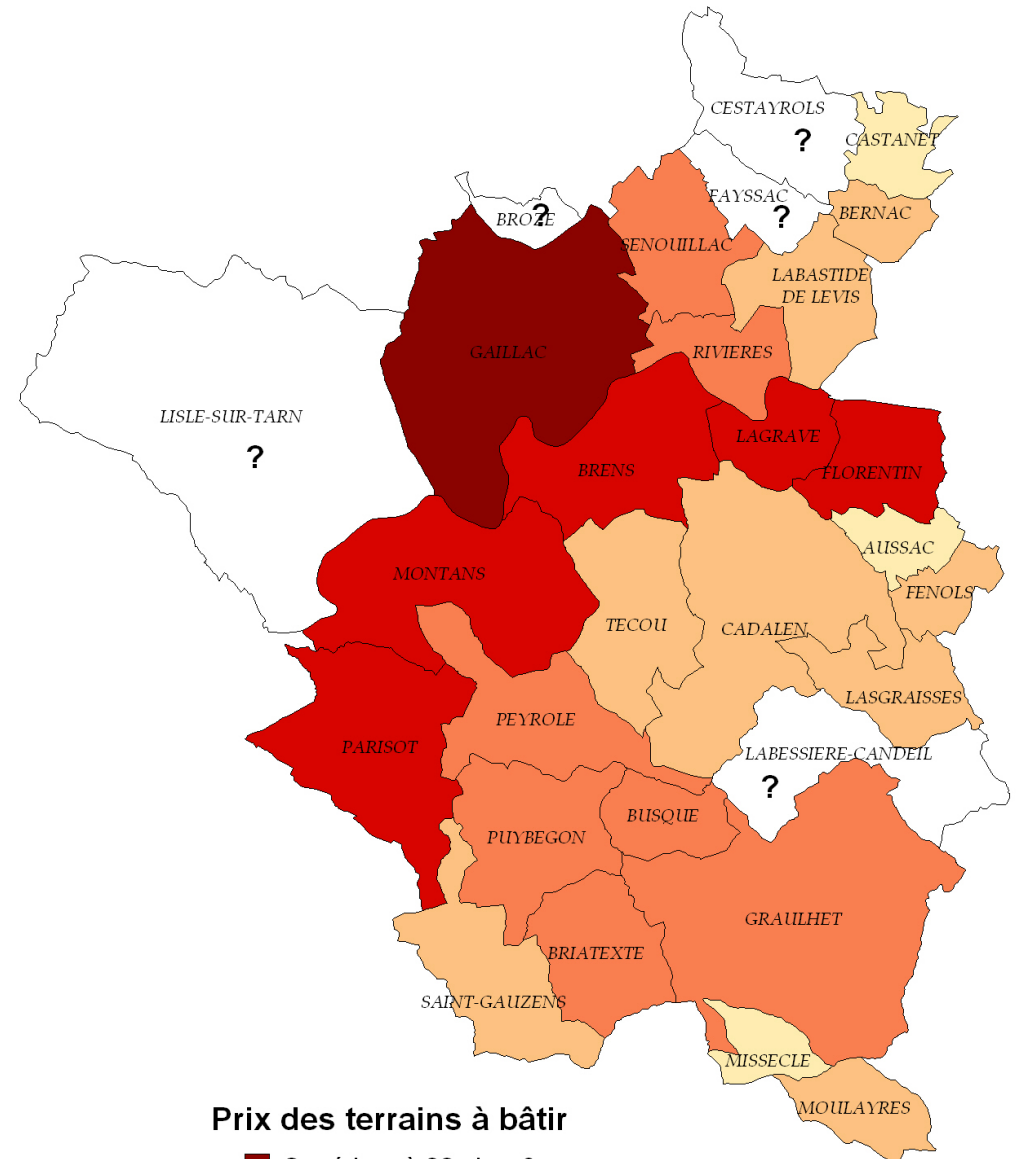 CESTAYROLS
?
CASTANET
FAYSSAC
?
BERNAC
BROZE
?
SENOUILLAC
LABASTIDE
DE LEVIS
GAILLAC
RIVIERES
LISLE-SUR-TARN
?
LAGRAVE
BRENS
FLORENTIN
AUSSAC
MONTANS
FENOLS
TECOU
CADALEN
LASGRAISSES
PEYROLE
PARISOT
LABESSIERE-CANDEIL
?
BUSQUE
PUYBEGON
GRAULHET
BRIATEXTE
SAINT-GAUZENS
MISSECLE
MOULAYRES
Prix des terrains à bâtir